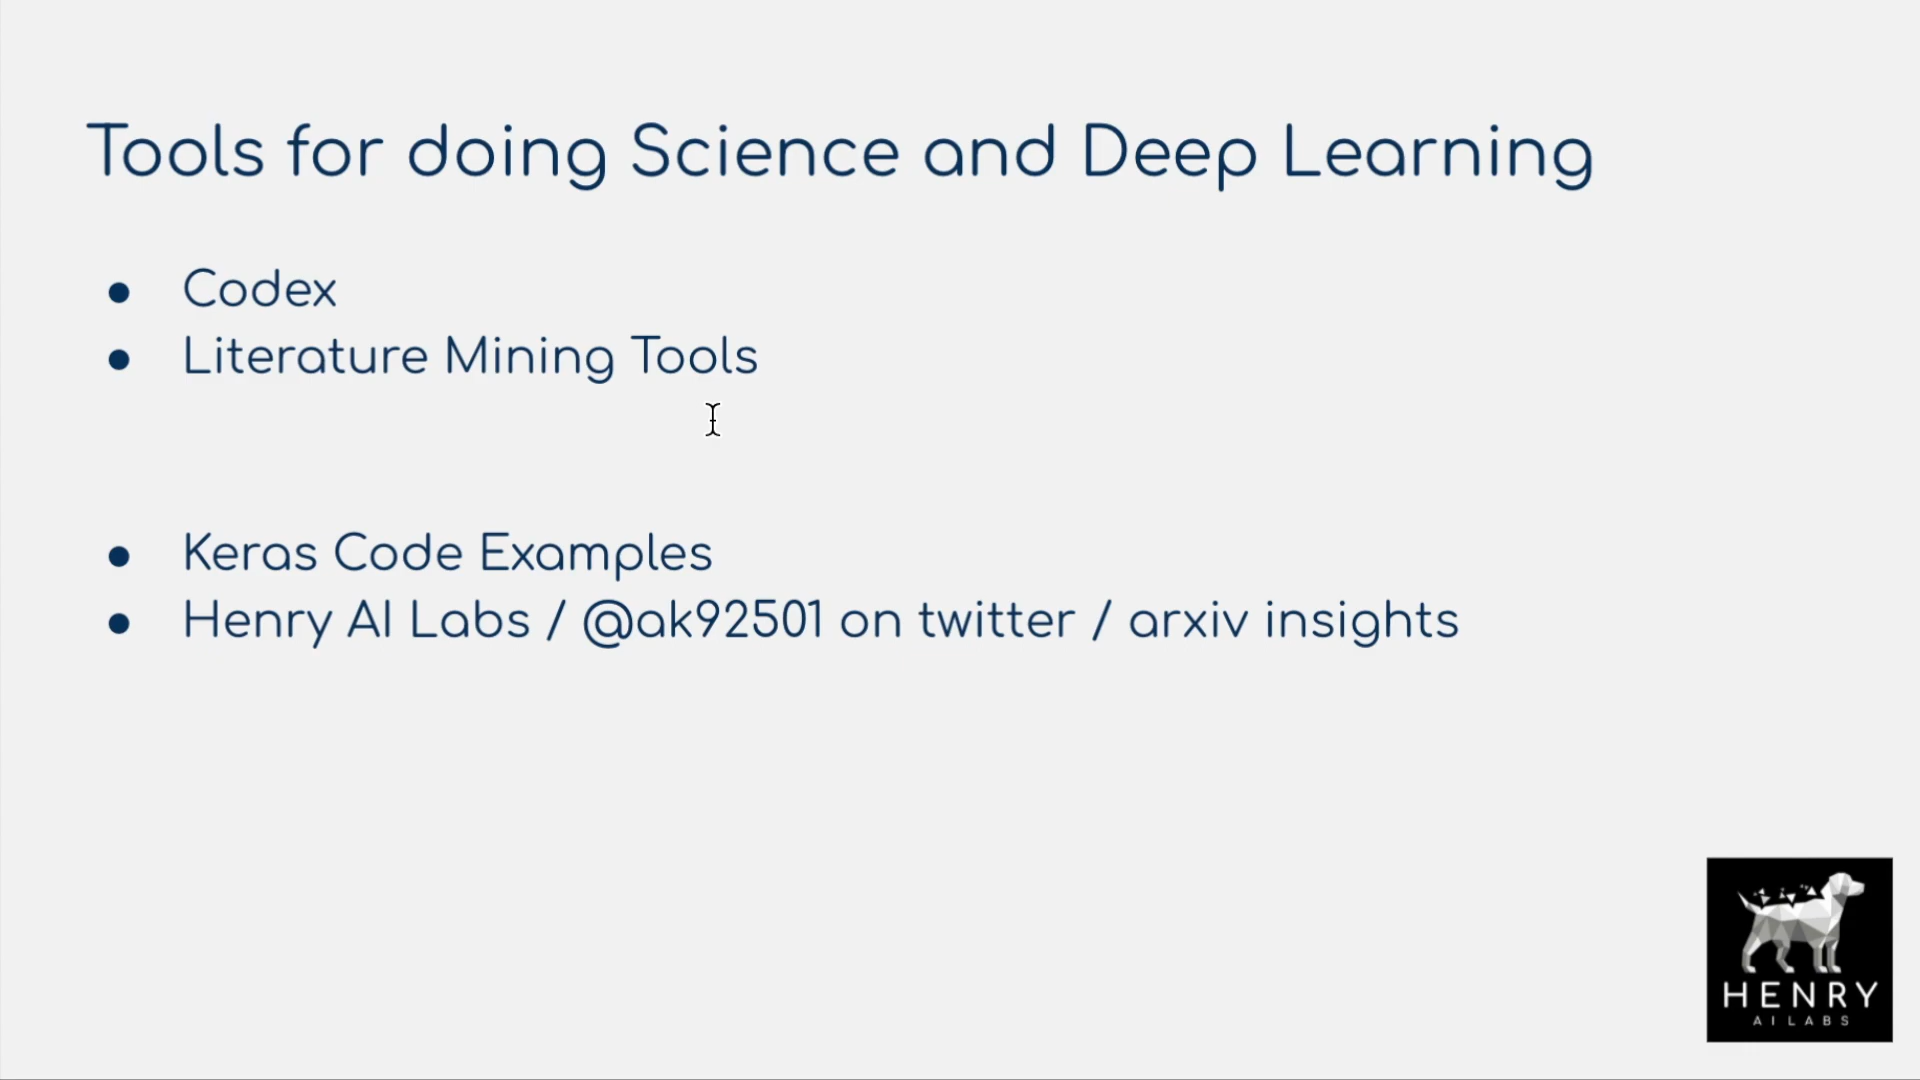 Tools for doing Science and Deep Learning
● Codex
● Literature Mining Tools
● Keras Code Examples
● Henry AI Labs / @ak92501 on twitter / arxiv insights
HENRY
AI LABS